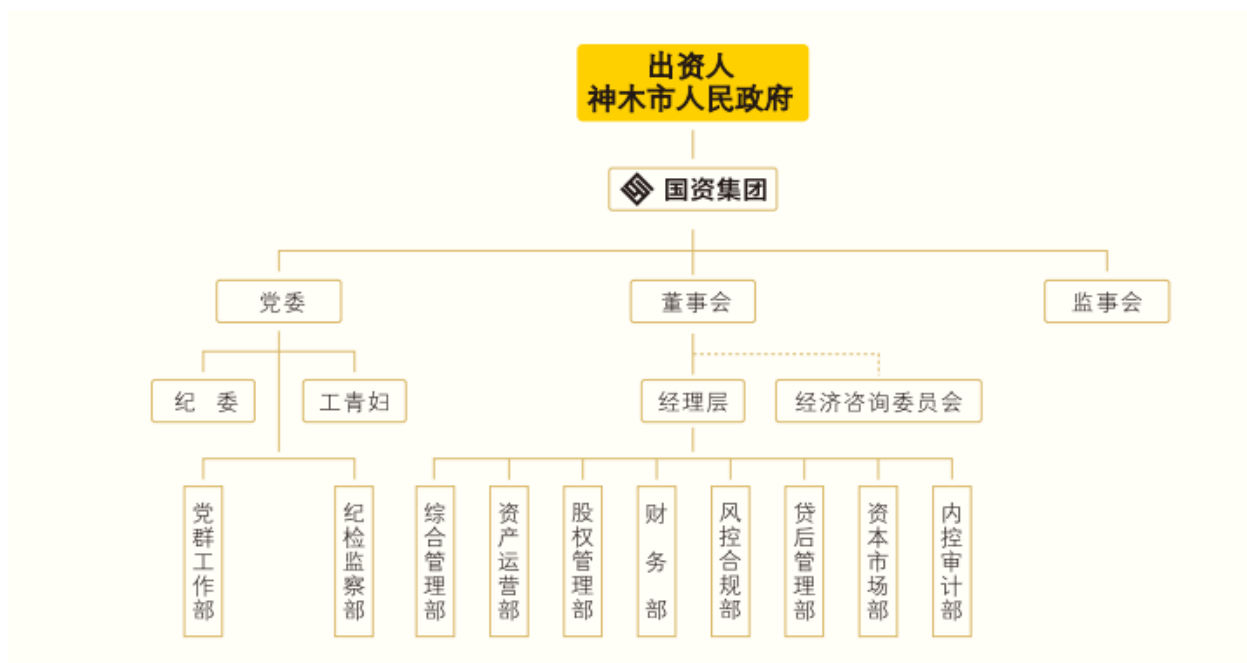 出资人
神木市人民政府
国资集团
党委
董事会
监事会
纪 委
工青妇
经理层
经济咨询委员会
党群工作部
纪检监察部
综合管理部
资产运营部
股权管理部
财务部
风控合规部
贷后管理部
资本市场部
内控审计部